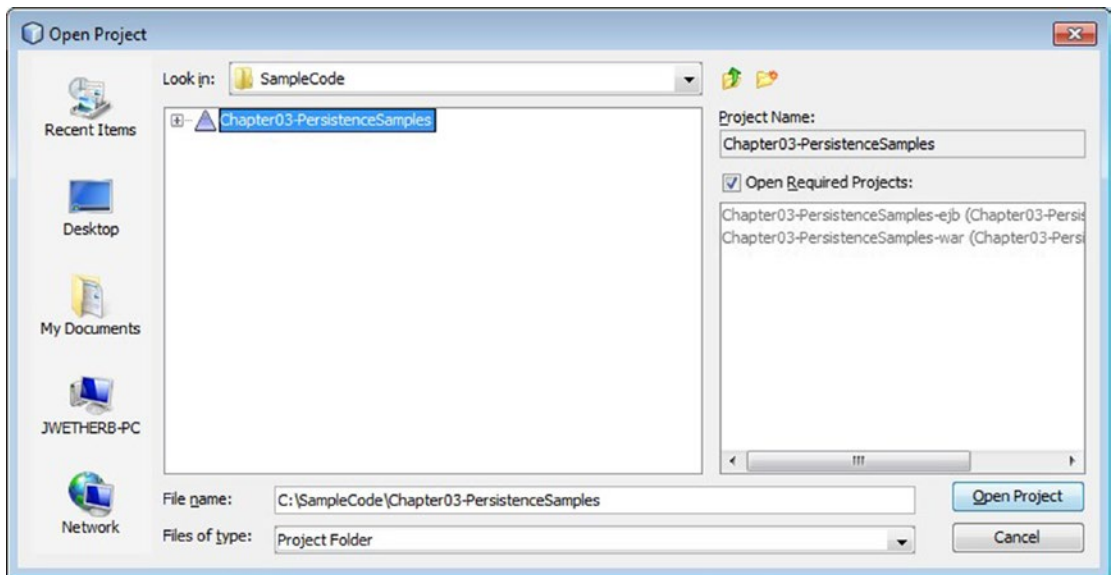 Open Project
Look in:
SampleCode
Recent Items
Desktop
My Documents
JWETHERB-PC
Network
Chapter03-PersistenceSamples
Project Name:
Chapter03-PersistenceSamples
Open Required Projects:
Chapter03-PersistenceSamples-ejb (Chapter03-Persis
Chapter03-PersistenceSamples-war (Chapter03-Persi
File name:
C:\SampleCode\Chapter03-PersistenceSamples
Open Project
Files of type:
Project Folder
Cancel